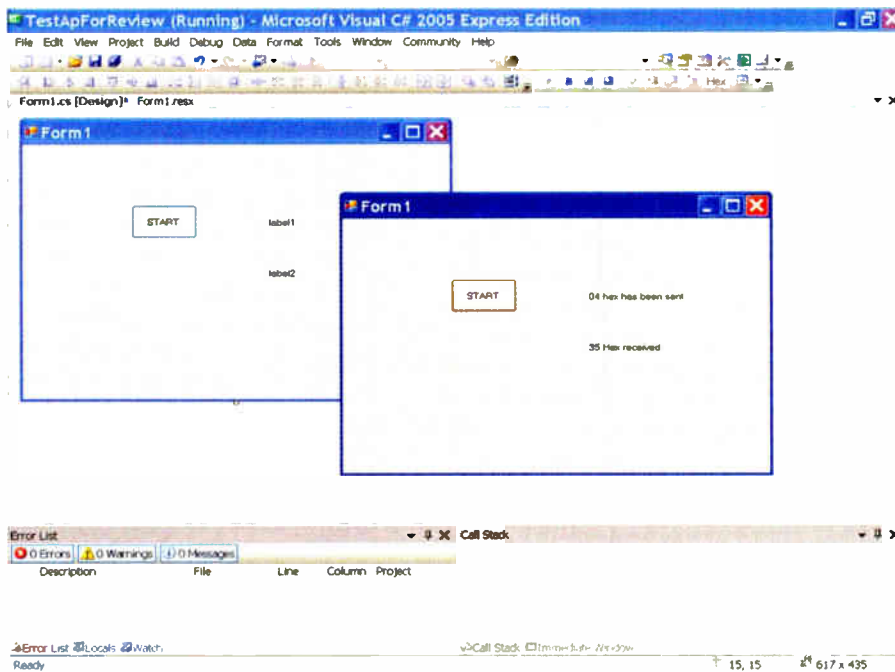 TestApForReview (Running) - Microsoft Visual C# 2005 Express Edition
File Edit View Project Build Debug Data Format Tools Window Community Help
Hex
Form1.cs [Design]* Form1.resx
Form1
START
label1
label2
Form1
START
04 hex has been sent
35 Hex received
Error List
0 Errors 0 Warnings 0 Messages
Description File Line Column Project
Error List Locals Watch
Call Stack
Call Stack Immediate Window
Ready
15, 15 617 x 435